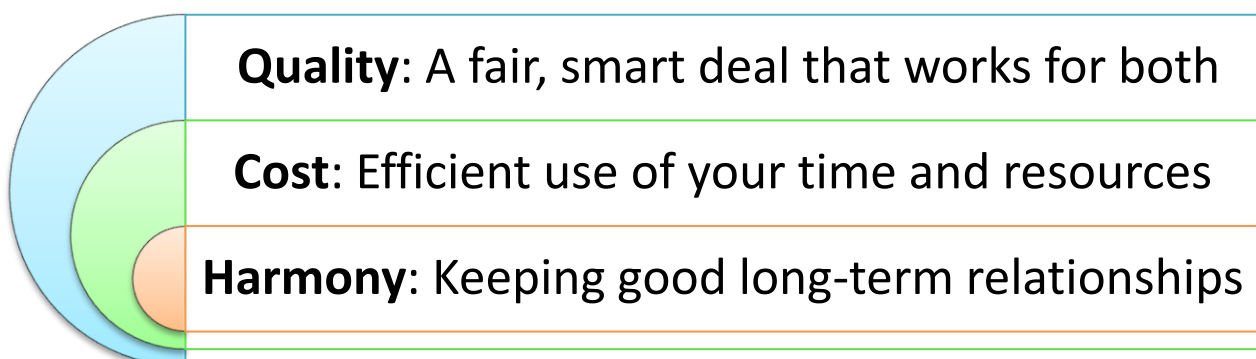 Quality: A fair, smart deal that works for both
Cost: Efficient use of your time and resources
Harmony: Keeping good long-term relationships